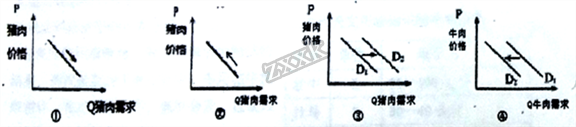 P P P P
猪肉 猪肉 猪肉 牛肉
价格 价格 价格 价格
D₁ D₂ D₂ D₁
Q猪肉需求 Q猪肉需求 Q猪肉需求 Q牛肉需求
① ② ③ ④
ZXXK